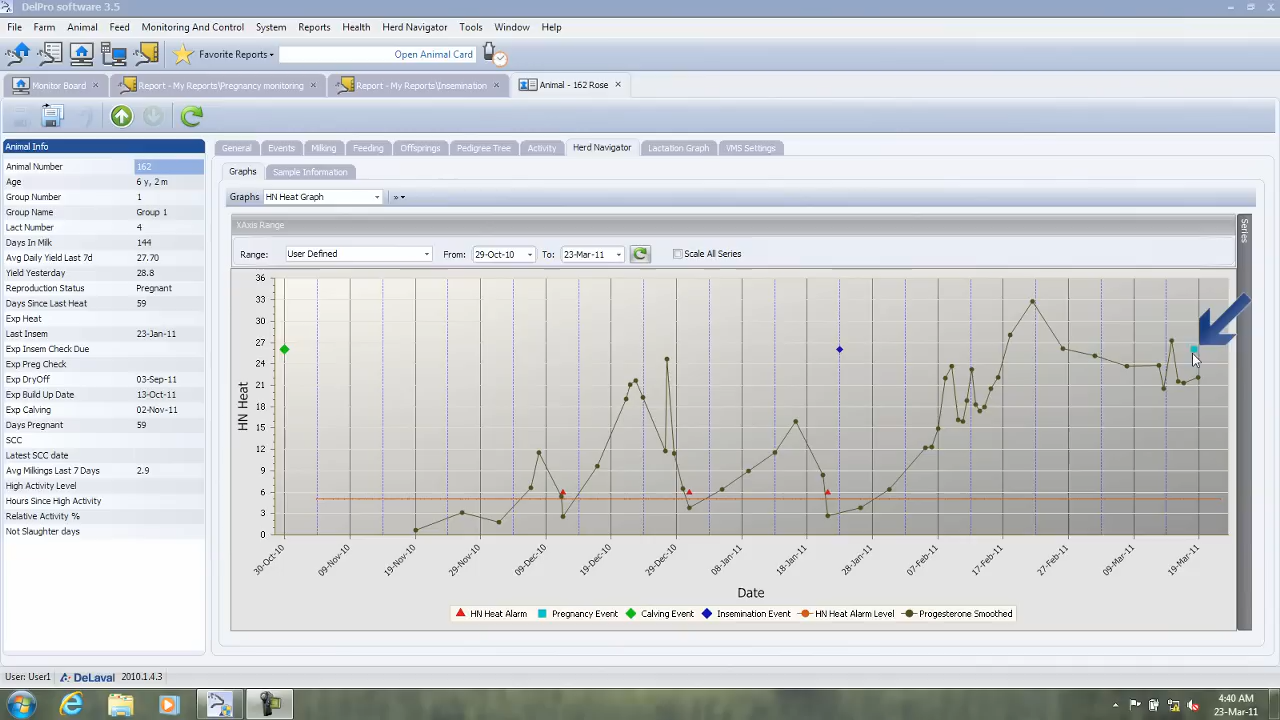 DelPro software 3.5
File Farm Animal Feed Monitoring And Control System Reports Health Herd Navigator Tools Window Help
Favorite Reports Open Animal Card
Monitor Board Report - My Reports\Pregnancy monitoring Report - My Reports\Insemination Animal - 162 Rose
Animal Info
Animal Number 162
Age 6 y, 2 m
Group Number 1
Group Name Group 1
Lact Number 4
Days In Milk 144
Avg Daily Yield Last 7d 27.70
Yield Yesterday 28.8
Reproduction Status Pregnant
Days Since Last Heat 59
Exp Heat
Last Insem 23-Jan-11
Exp Insem Check Due
Exp Preg Check
Exp DryOff 03-Sep-11
Exp Build Up Date 13-Oct-11
Exp Calving 02-Nov-11
Days Pregnant 59
SCC
Latest SCC date
Avg Milkings Last 7 Days 2.9
High Activity Level
Hours Since High Activity
Relative Activity %
Not Slaughter days
General Events Milking Feeding Offsprings Pedigree Tree Activity Herd Navigator Lactation Graph VMS Settings
Graphs Sample Information
Graphs HN Heat Graph »
XAxis Range
Series
Range: User Defined From: 29-Oct-10 To: 23-Mar-11 Scale All Series
HN Heat
36
33
30
27
24
21
18
15
12
9
6
3
0
30-Oct-10 09-Nov-10 19-Nov-10 29-Nov-10 09-Dec-10 19-Dec-10 29-Dec-10 08-Jan-11 18-Jan-11 28-Jan-11 07-Feb-11 17-Feb-11 27-Feb-11 09-Mar-11 19-Mar-11
Date
HN Heat Alarm Pregnancy Event Calving Event Insemination Event HN Heat Alarm Level Progesterone Smoothed
User: User1 DeLaval 2010.1.4.3
4:40 AM
23-Mar-11